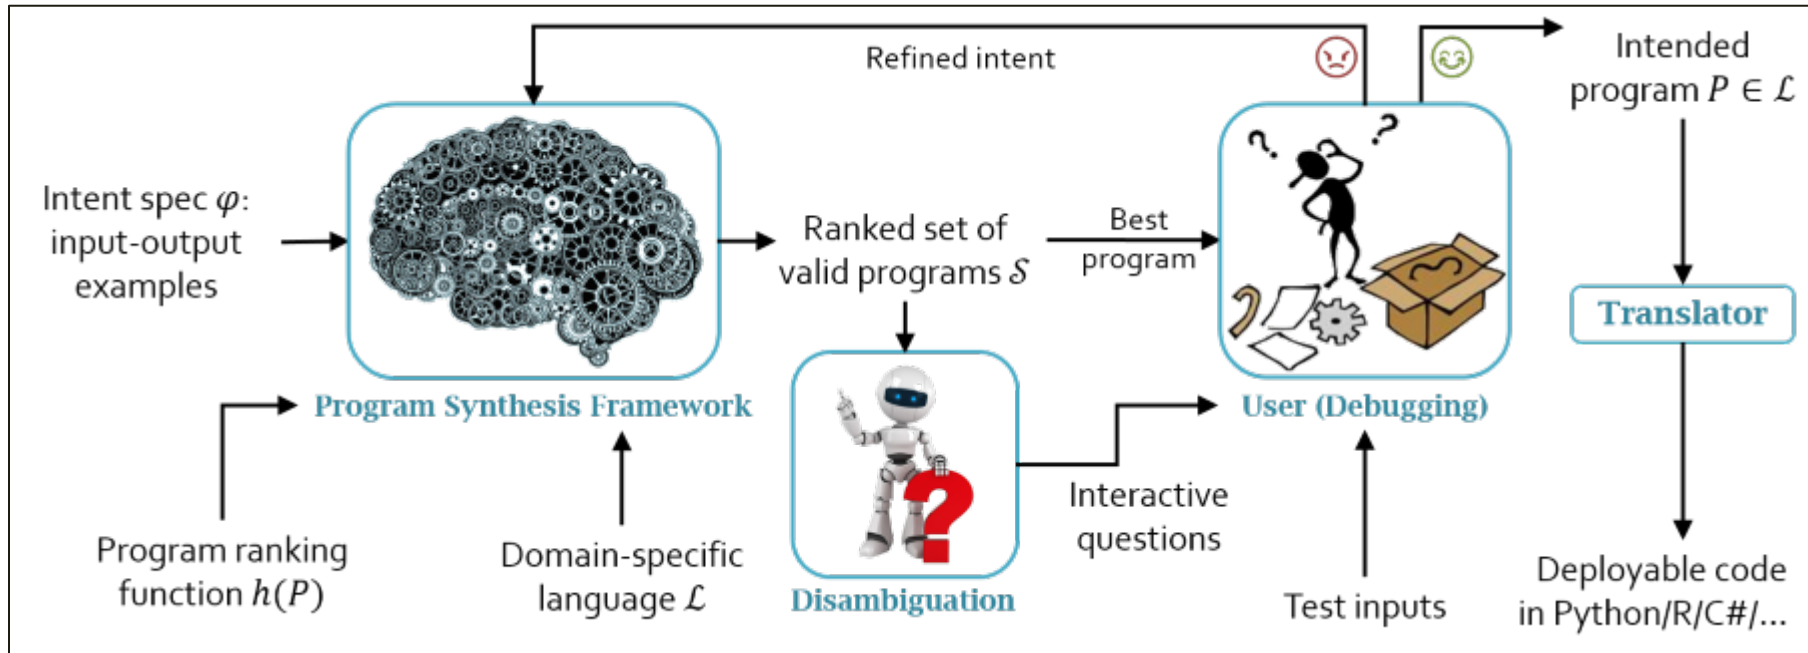 Refined intent
Intended
program P ∈ ℒ
Intent spec φ:
input-output
examples
Ranked set of
valid programs 𝒮
Best
program
Translator
Program Synthesis Framework
User (Debugging)
Interactive
questions
Program ranking
function h(P)
Domain-specific
language ℒ
Disambiguation
Test inputs
Deployable code
in Python/R/C#/...